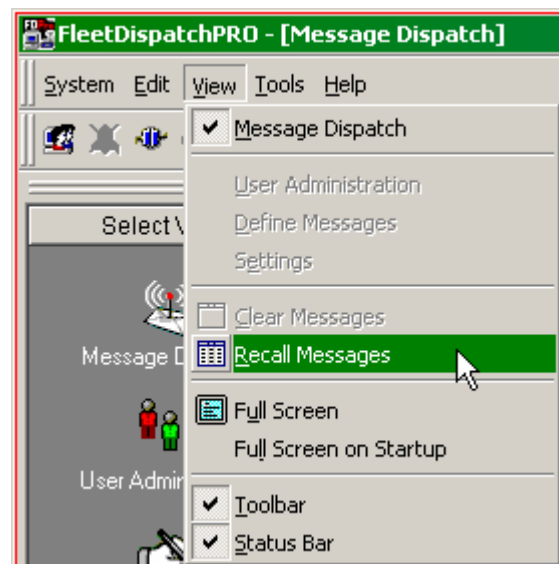 FleetDispatchPRO - [Message Dispatch]
System Edit View Tools Help
Message Dispatch
User Administration
Define Messages
Settings
Clear Messages
Recall Messages
Full Screen
Full Screen on Startup
Toolbar
Status Bar
Select
Message D
User Admin